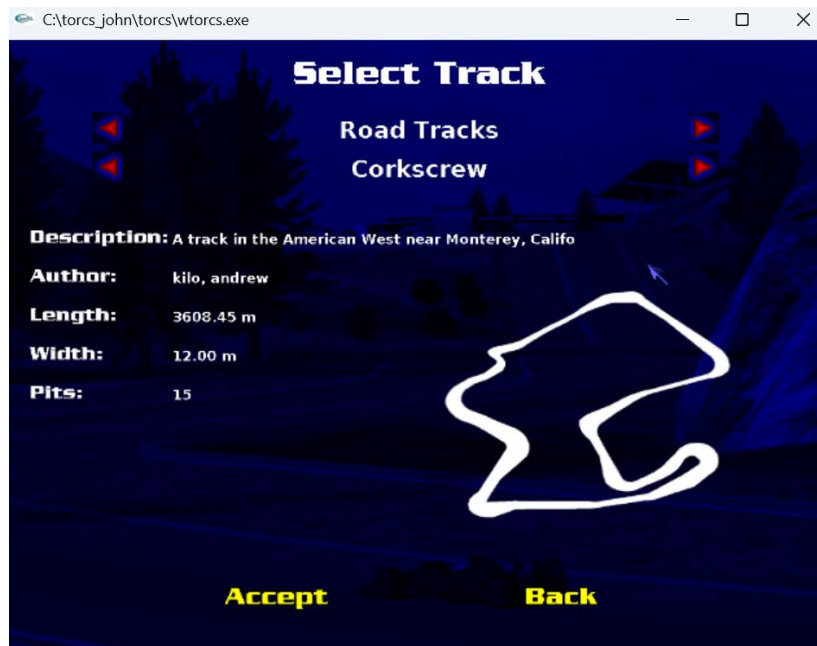 C:\torcs_john\torcs\wtorcs.exe
Select Track
Road Tracks
Corkscrew
Description: A track in the American West near Monterey, Califo
Author: kilo, andrew
Length: 3608.45 m
Width: 12.00 m
Pits: 15
Accept Back